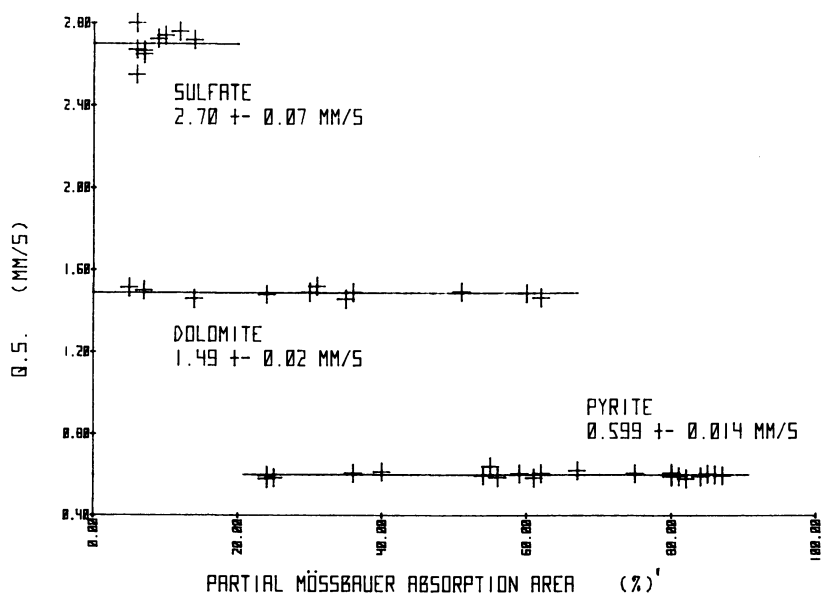 2.80
SULFATE
2.70 +- 0.07 MM/S
2.40
2.00
Q.S. (MM/S)
1.60
DOLOMITE
1.49 +- 0.02 MM/S
1.20
PYRITE
0.599 +- 0.014 MM/S
0.80
0.40
0.00 20.00 40.00 60.00 80.00 100.00
PARTIAL MÖSSBAUER ABSORPTION AREA (%)'